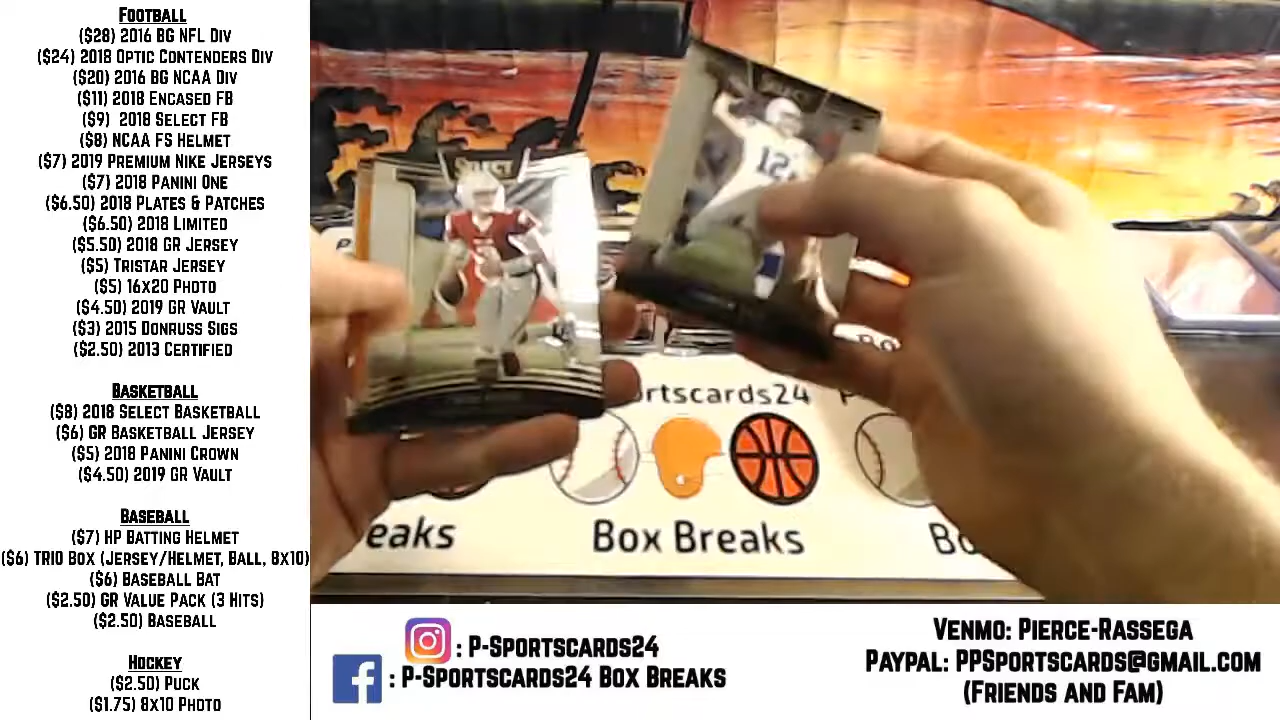 Football
($28) 2016 BG NFL Div
($24) 2018 Optic Contenders Div
($20) 2016 BG NCAA Div
($11) 2018 Encased FB
($9) 2018 Select FB
($8) NCAA FS Helmet
($7) 2019 Premium Nike Jerseys
($7) 2018 Panini One
($6.50) 2018 Plates & Patches
($6.50) 2018 Limited
($5.50) 2018 GR Jersey
($5) Tristar Jersey
($5) 16x20 Photo
($4.50) 2019 GR Vault
($3) 2015 Donruss Sigs
($2.50) 2013 Certified
Basketball
($8) 2018 Select Basketball
($6) GR Basketball Jersey
($5) 2018 Panini Crown
($4.50) 2019 GR Vault
Baseball
($7) HP Batting Helmet
($6) TRIO Box (Jersey/Helmet, Ball, 8x10)
($6) Baseball Bat
($2.50) GR Value Pack (3 Hits)
($2.50) Baseball
Hockey
($2.50) Puck
($1.75) 8x10 Photo
Select
12
ortscards24
eaks
Box Breaks
Bo
: P-Sportscards24
: P-Sportscards24 Box Breaks
Venmo: Pierce-Rassega
PayPal: PPSportscards@gmail.com
(Friends and Fam)